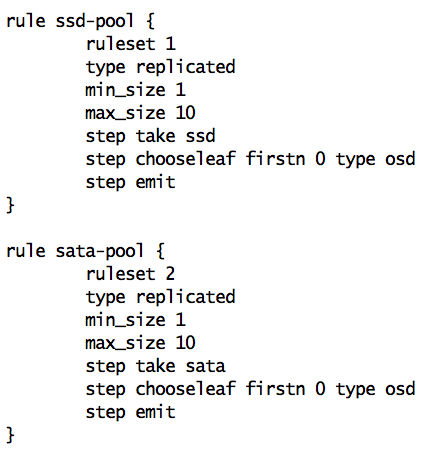 rule ssd-pool {
        ruleset 1
        type replicated
        min_size 1
        max_size 10
        step take ssd
        step chooseleaf firstn 0 type osd
        step emit
}

rule sata-pool {
        ruleset 2
        type replicated
        min_size 1
        max_size 10
        step take sata
        step chooseleaf firstn 0 type osd
        step emit
}